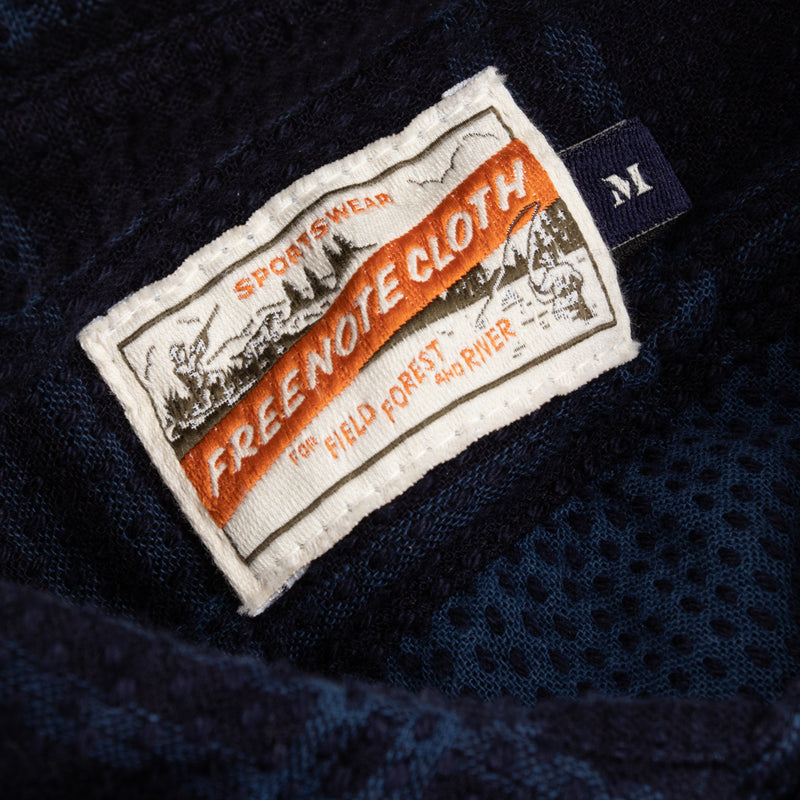 SPORTSWEAR
FREENOTE CLOTH
FOR FIELD FOREST AND RIVER
M